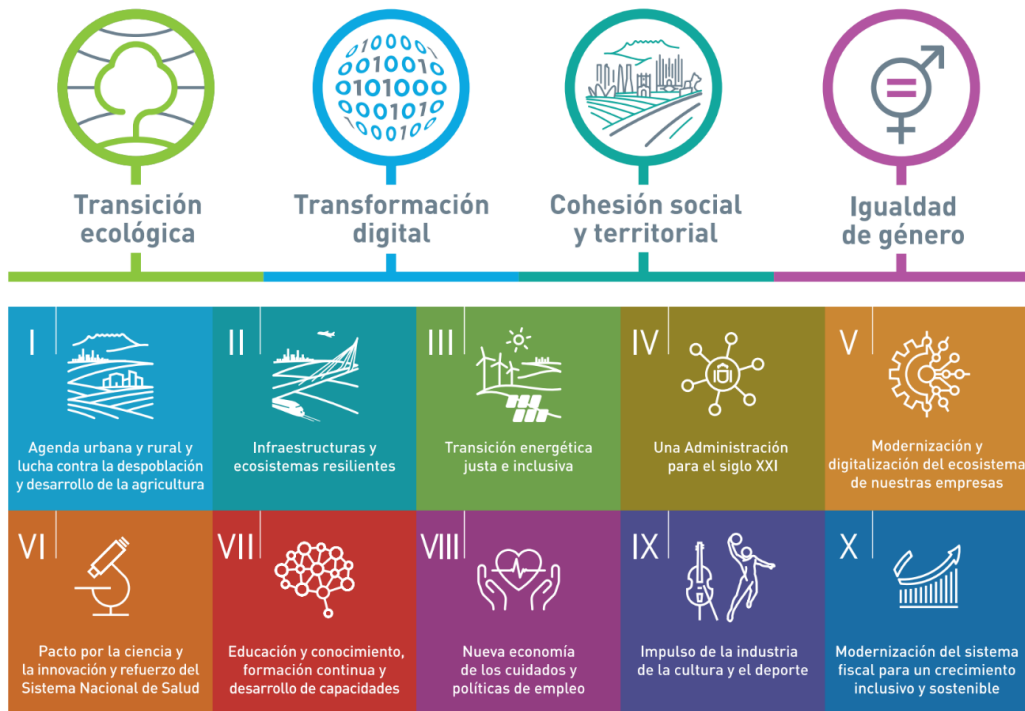 Transición
ecológica
Transformación
digital
Cohesión social
y territorial
Igualdad
de género
I
Agenda urbana y rural y
lucha contra la despoblación
y desarrollo de la agricultura
II
Infraestructuras y
ecosistemas resilientes
III
Transición energética
justa e inclusiva
IV
Una Administración
para el siglo XXI
V
Modernización y
digitalización del ecosistema
de nuestras empresas
VI
Pacto por la ciencia y
la innovación y refuerzo del
Sistema Nacional de Salud
VII
Educación y conocimiento,
formación continua y
desarrollo de capacidades
VIII
Nueva economía
de los cuidados y
políticas de empleo
IX
Impulso de la industria
de la cultura y el deporte
X
Modernización del sistema
fiscal para un crecimiento
inclusivo y sostenible